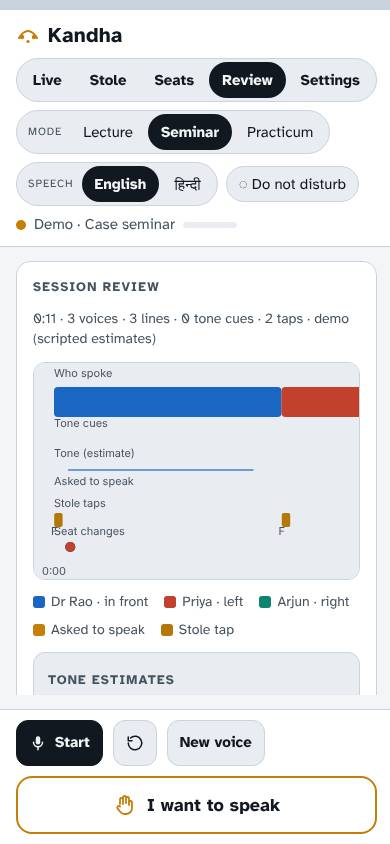 Kandha
Live Stole Seats Review Settings
MODE Lecture Seminar Practicum
SPEECH English हिन्दी Do not disturb
Demo · Case seminar
SESSION REVIEW
0:11 · 3 voices · 3 lines · 0 tone cues · 2 taps · demo
(scripted estimates)
Who spoke
Tone cues
Tone (estimate)
Asked to speak
Stole taps
F F
Seat changes
0:00
Dr Rao · in front Priya · left Arjun · right
Asked to speak Stole tap
TONE ESTIMATES
Start New voice
I want to speak